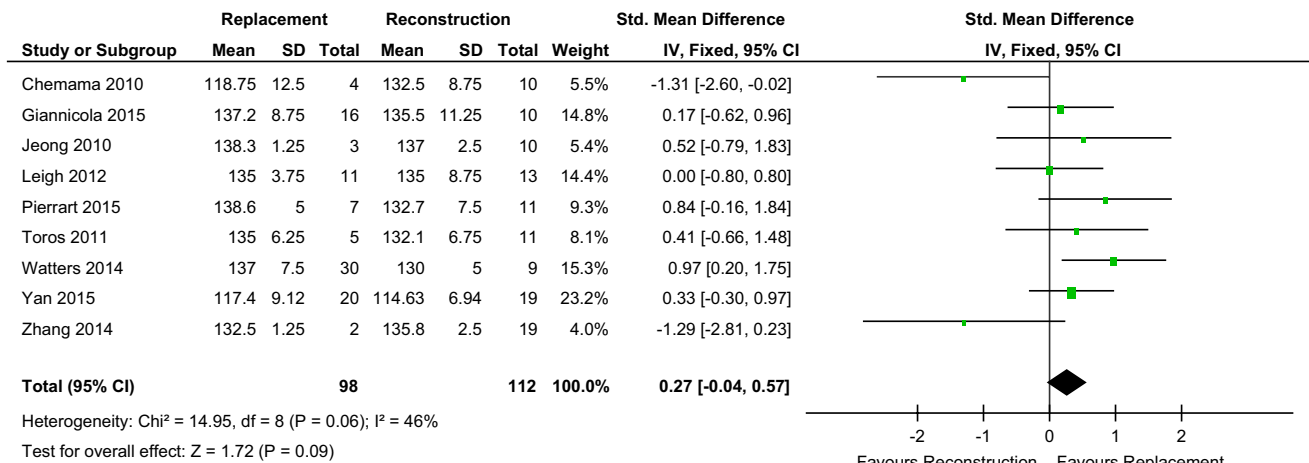 Replacement Reconstruction Std. Mean Difference Std. Mean Difference
Study or Subgroup Mean SD Total Mean SD Total Weight IV, Fixed, 95% CI IV, Fixed, 95% CI
Chemama 2010 118.75 12.5 4 132.5 8.75 10 5.5% -1.31 [-2.60, -0.02]
Giannicola 2015 137.2 8.75 16 135.5 11.25 10 14.8% 0.17 [-0.62, 0.96]
Jeong 2010 138.3 1.25 3 137 2.5 10 5.4% 0.52 [-0.79, 1.83]
Leigh 2012 135 3.75 11 135 8.75 13 14.4% 0.00 [-0.80, 0.80]
Pierrart 2015 138.6 5 7 132.7 7.5 11 9.3% 0.84 [-0.16, 1.84]
Toros 2011 135 6.25 5 132.1 6.75 11 8.1% 0.41 [-0.66, 1.48]
Watters 2014 137 7.5 30 130 5 9 15.3% 0.97 [0.20, 1.75]
Yan 2015 117.4 9.12 20 114.63 6.94 19 23.2% 0.33 [-0.30, 0.97]
Zhang 2014 132.5 1.25 2 135.8 2.5 19 4.0% -1.29 [-2.81, 0.23]
Total (95% CI) 98 112 100.0% 0.27 [-0.04, 0.57]
Heterogeneity: Chi² = 14.95, df = 8 (P = 0.06); I² = 46%
Test for overall effect: Z = 1.72 (P = 0.09)
-2 -1 0 1 2
Favours Reconstruction Favours Replacement